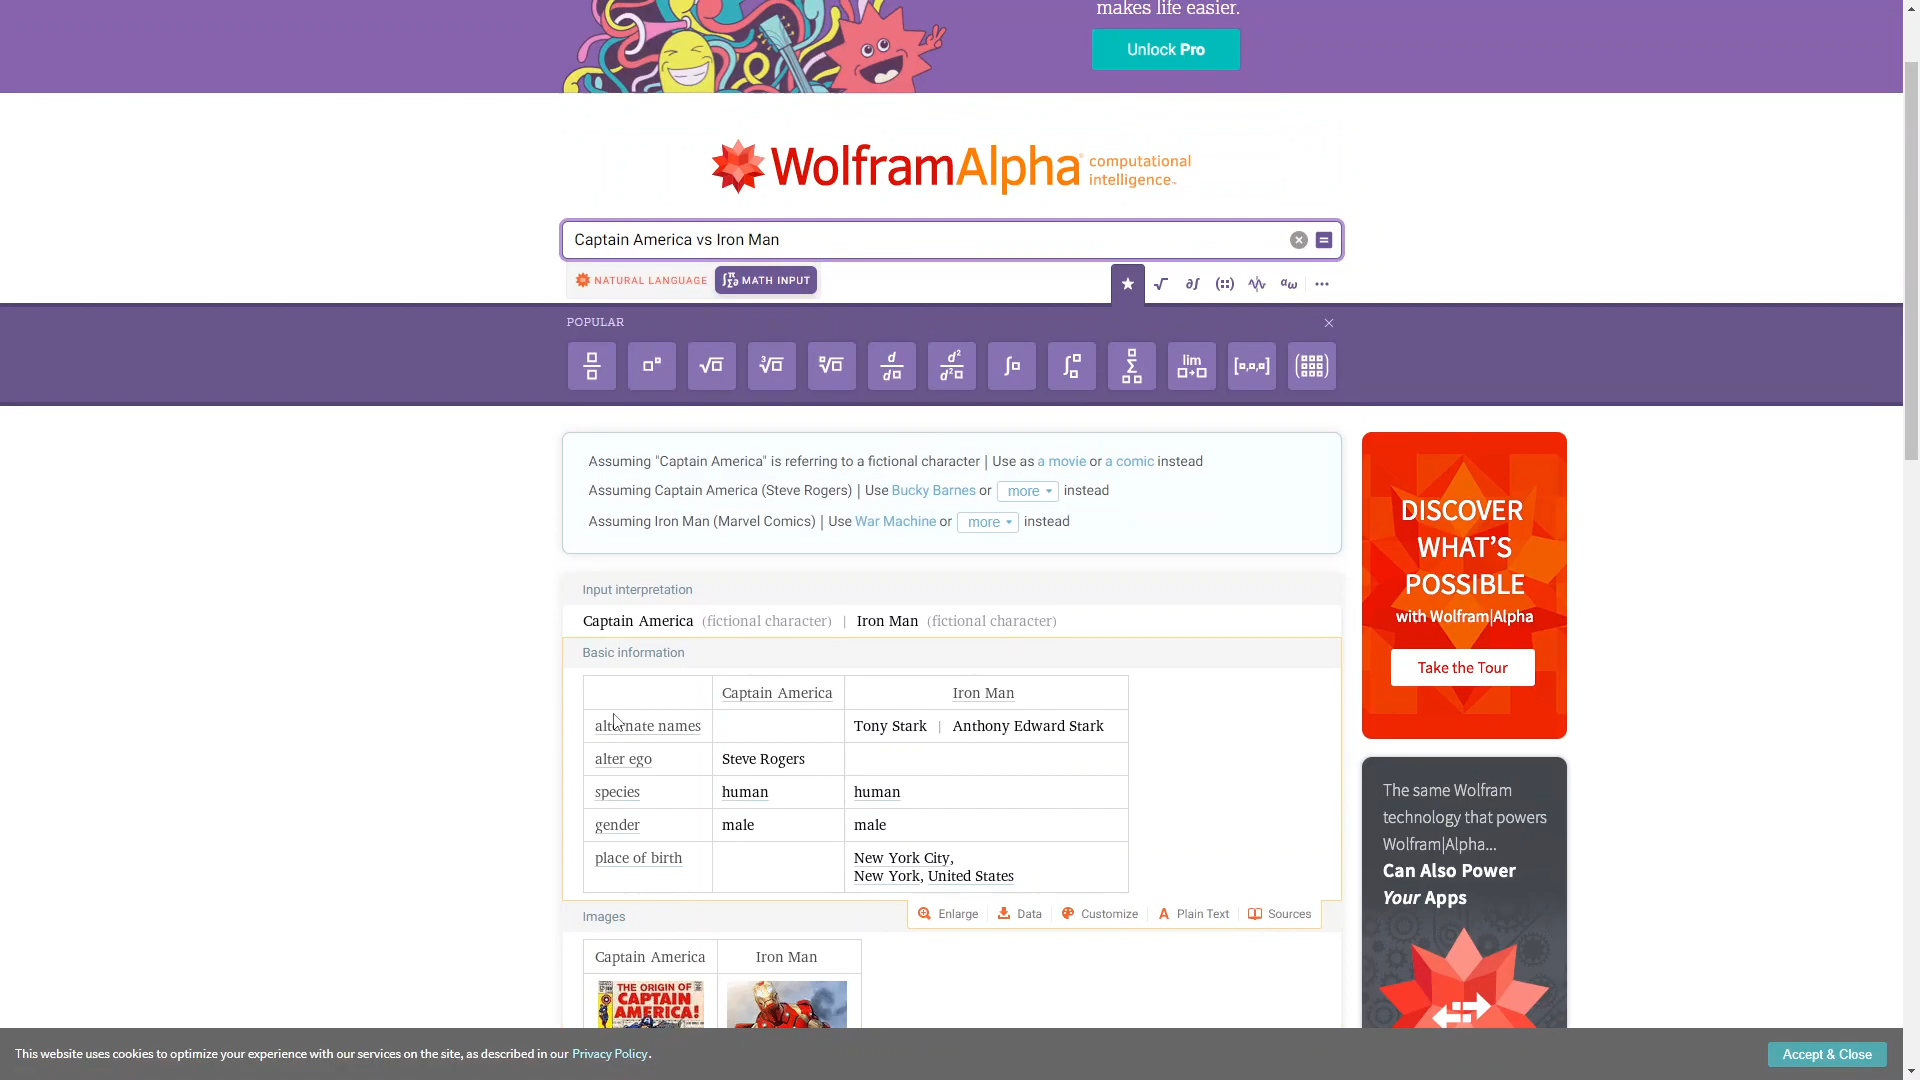 makes life easier.
Unlock Pro
WolframAlpha computational intelligence™
Captain America vs Iron Man
NATURAL LANGUAGE MATH INPUT
POPULAR
d/d□ d²/d²□ lim
Assuming "Captain America" is referring to a fictional character | Use as a movie or a comic instead
Assuming Captain America (Steve Rogers) | Use Bucky Barnes or more instead
Assuming Iron Man (Marvel Comics) | Use War Machine or more instead
Input interpretation
Captain America (fictional character) | Iron Man (fictional character)
Basic information
Captain America Iron Man
alternate names Tony Stark | Anthony Edward Stark
alter ego Steve Rogers
species human human
gender male male
place of birth New York City,
New York, United States
Enlarge Data Customize Plain Text Sources
Images
Captain America Iron Man
THE ORIGIN OF
CAPTAIN
AMERICA!
DISCOVER
WHAT'S
POSSIBLE
with Wolfram|Alpha
Take the Tour
The same Wolfram
technology that powers
Wolfram|Alpha...
Can Also Power
Your Apps
This website uses cookies to optimize your experience with our services on the site, as described in our Privacy Policy.
Accept & Close